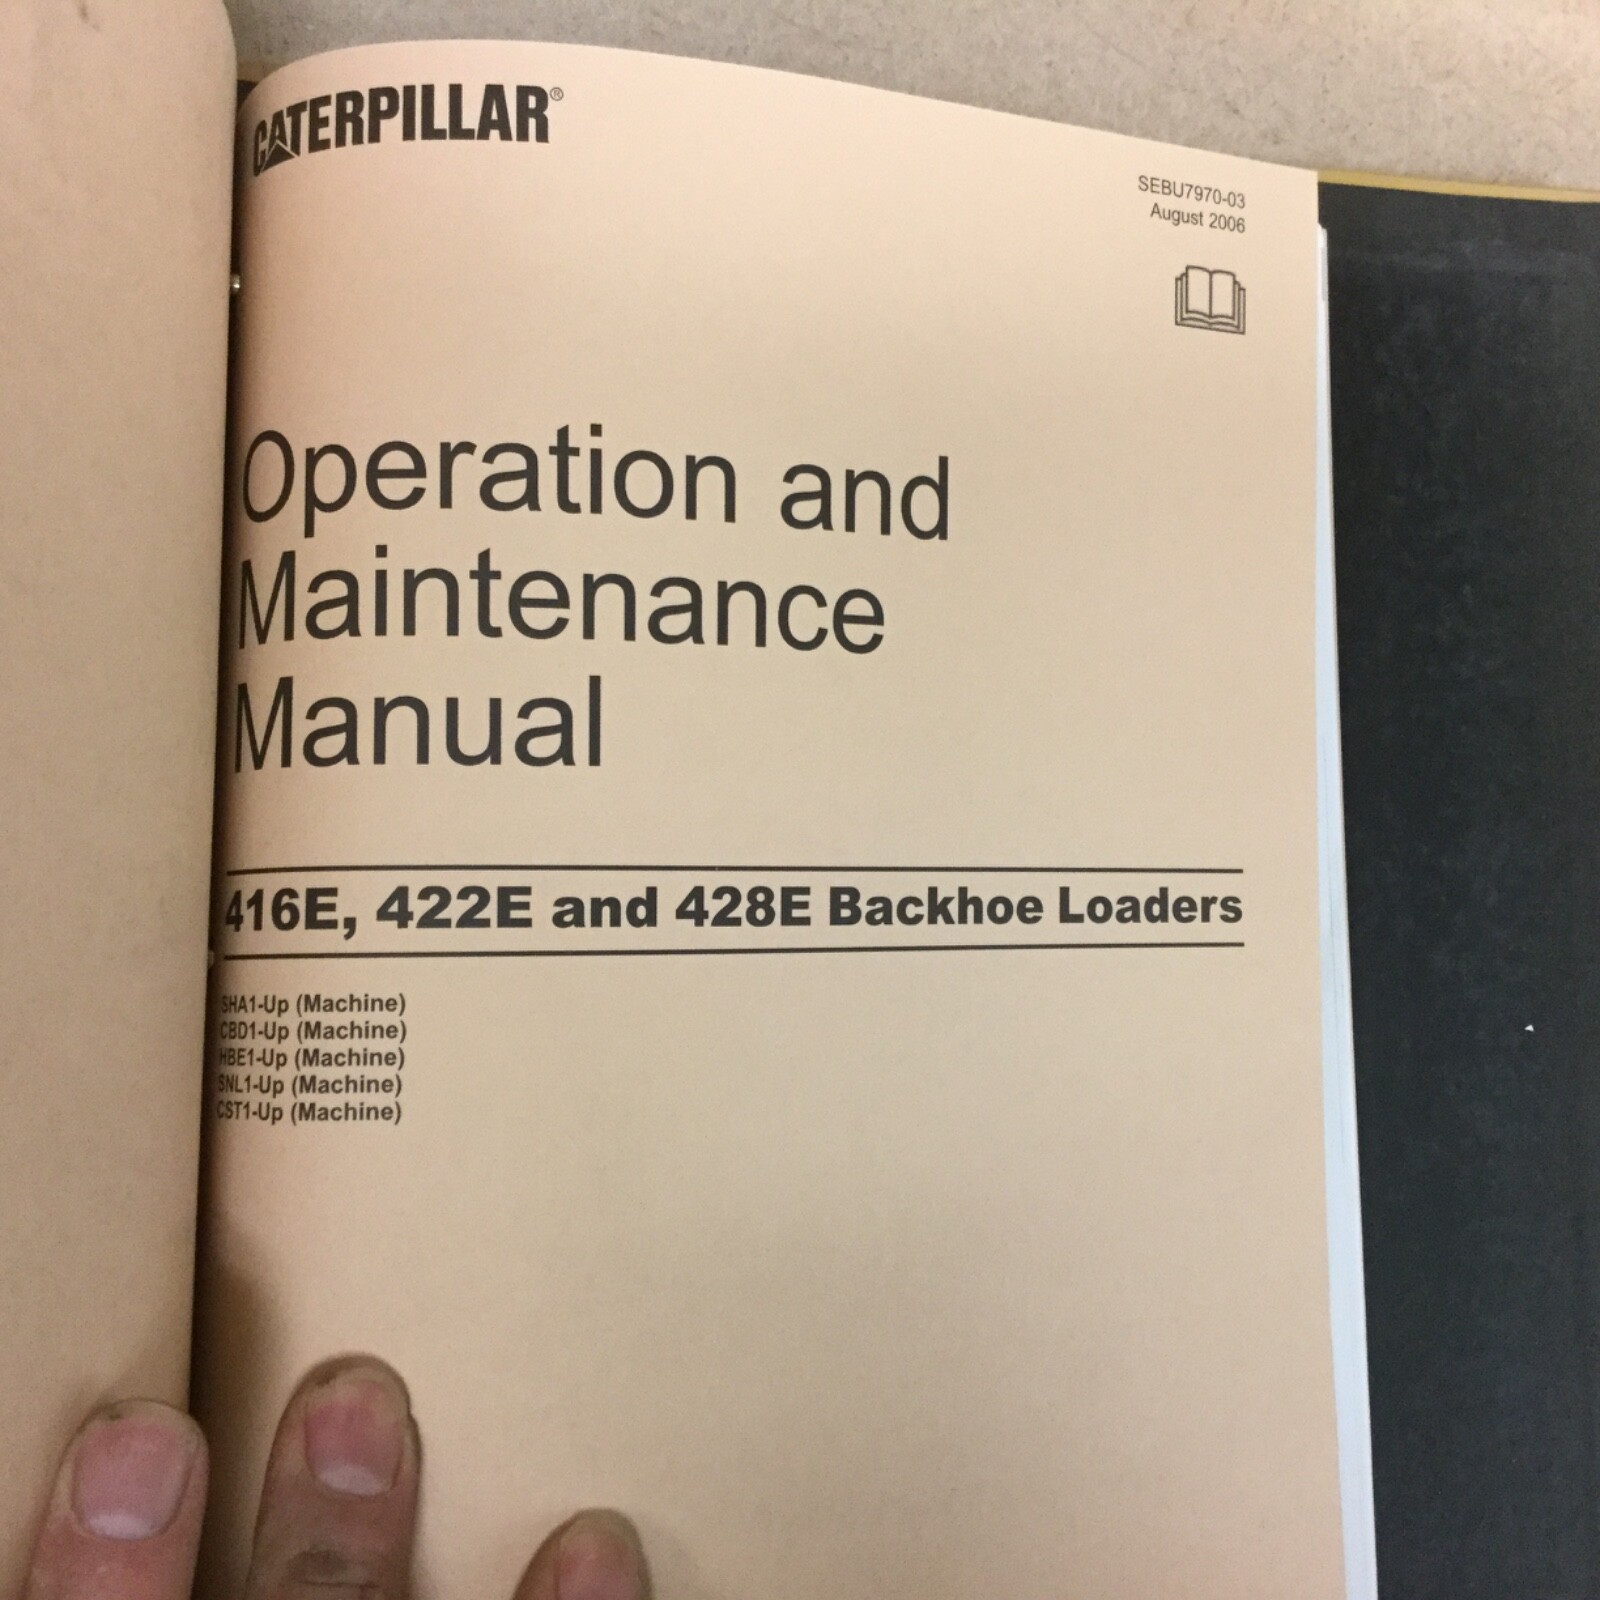 CATERPILLAR®
SEBU7970-03
August 2006
Operation and
Maintenance
Manual
416E, 422E and 428E Backhoe Loaders
SHA1-Up (Machine)
CBD1-Up (Machine)
HBE1-Up (Machine)
SNL1-Up (Machine)
CST1-Up (Machine)